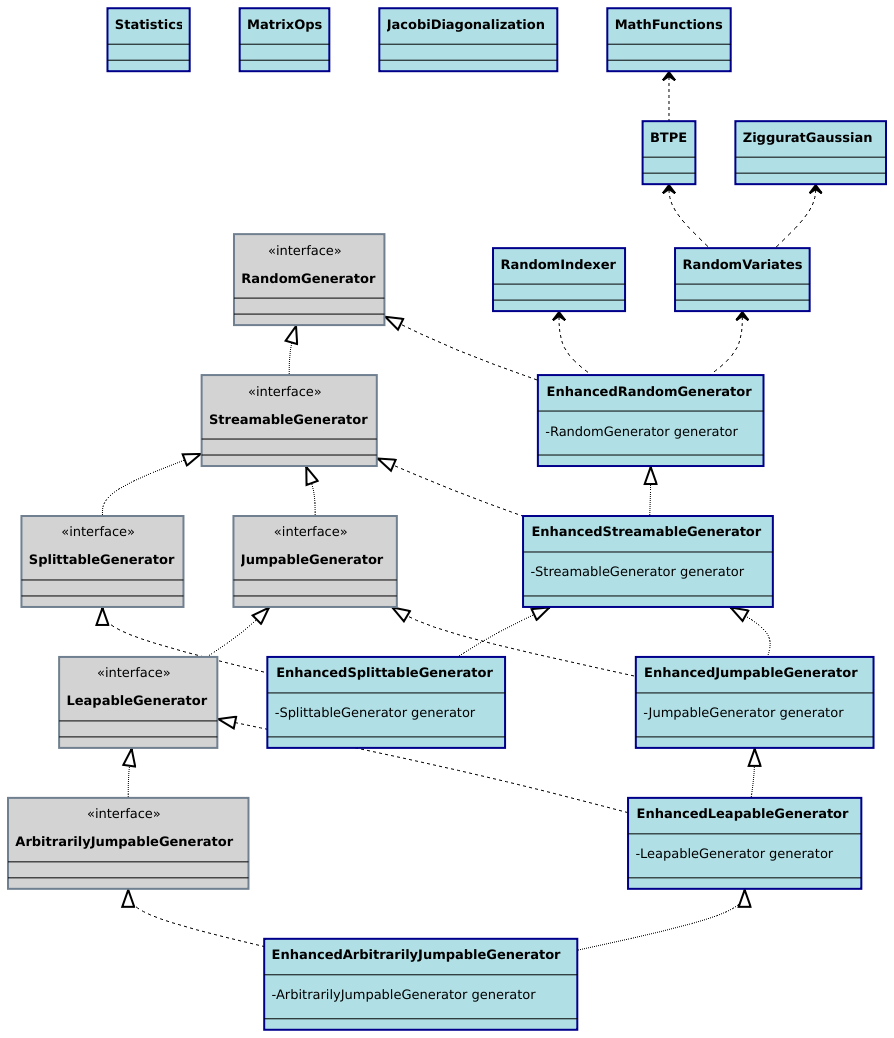 Statistics
MatrixOps
JacobiDiagonalization
MathFunctions
BTPE
ZigguratGaussian
«interface»
RandomGenerator
RandomIndexer
RandomVariates
«interface»
StreamableGenerator
EnhancedRandomGenerator
-RandomGenerator generator
«interface»
SplittableGenerator
«interface»
JumpableGenerator
EnhancedStreamableGenerator
-StreamableGenerator generator
«interface»
LeapableGenerator
EnhancedSplittableGenerator
-SplittableGenerator generator
EnhancedJumpableGenerator
-JumpableGenerator generator
«interface»
ArbitrarilyJumpableGenerator
EnhancedLeapableGenerator
-LeapableGenerator generator
EnhancedArbitrarilyJumpableGenerator
-ArbitrarilyJumpableGenerator generator